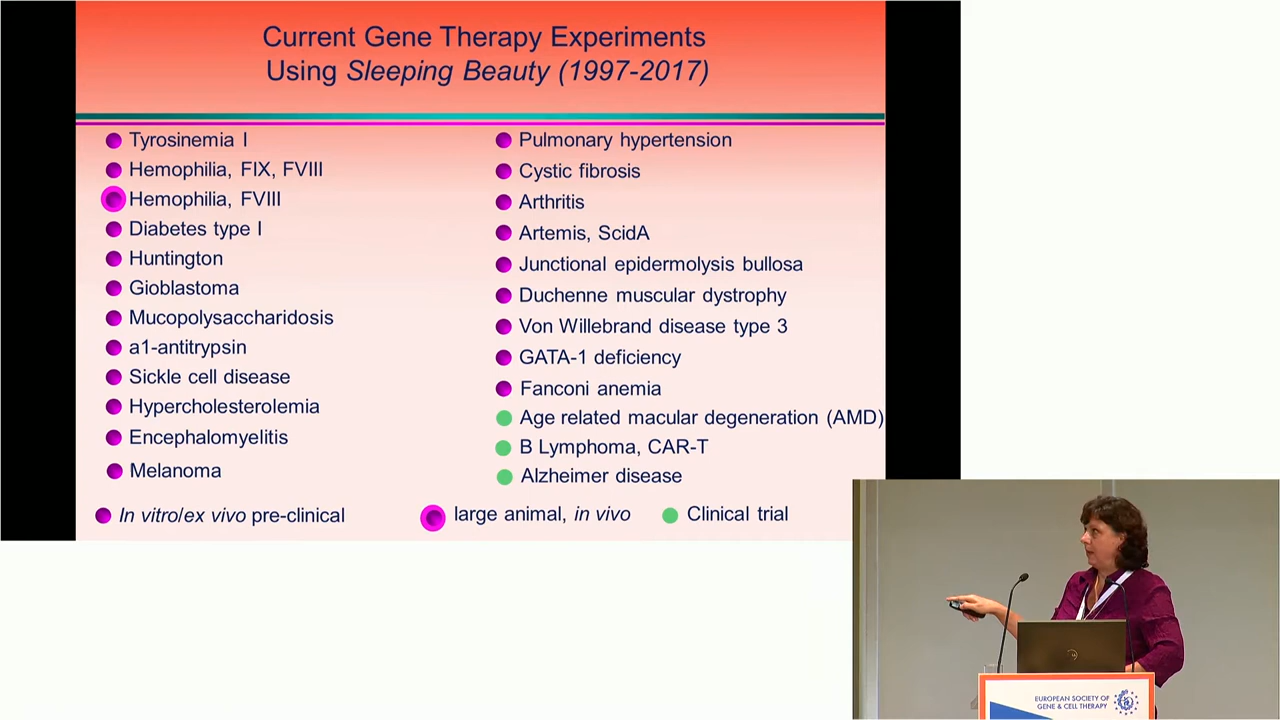 Current Gene Therapy Experiments
Using Sleeping Beauty (1997-2017)
Tyrosinemia I
Hemophilia, FIX, FVIII
Hemophilia, FVIII
Diabetes type I
Huntington
Gioblastoma
Mucopolysaccharidosis
a1-antitrypsin
Sickle cell disease
Hypercholesterolemia
Encephalomyelitis
Melanoma
Pulmonary hypertension
Cystic fibrosis
Arthritis
Artemis, ScidA
Junctional epidermolysis bullosa
Duchenne muscular dystrophy
Von Willebrand disease type 3
GATA-1 deficiency
Fanconi anemia
Age related macular degeneration (AMD)
B Lymphoma, CAR-T
Alzheimer disease
In vitro/ex vivo pre-clinical
large animal, in vivo
Clinical trial
EUROPEAN SOCIETY OF
GENE & CELL THERAPY